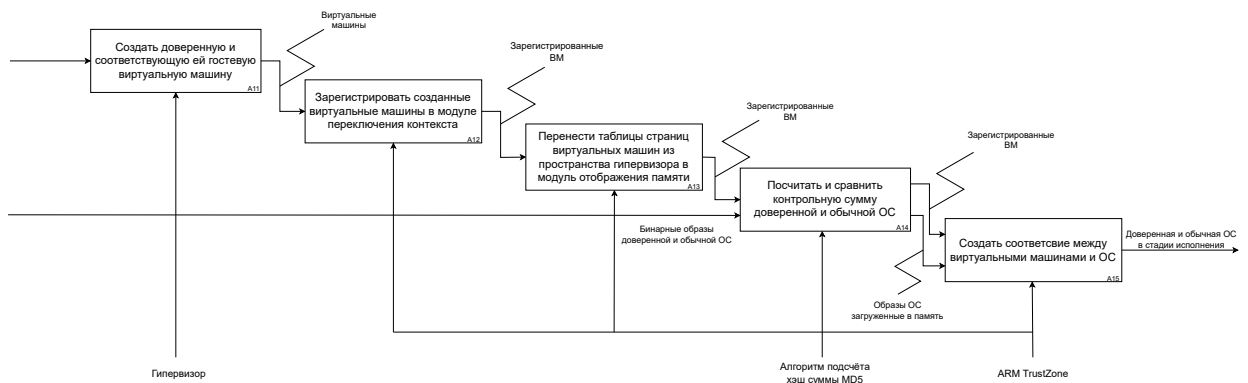 Виртуальные
машины
Создать доверенную и
соответствующую ей гостевую
виртуальную машину
A11
Зарегистрированные
ВМ
Зарегистрировать созданные
виртуальные машины в модуле
переключения контекста
A12
Зарегистрированные
ВМ
Перенести таблицы страниц
виртуальных машин из
пространства гипервизора в
модуль отображения памяти
A13
Зарегистрированные
ВМ
Посчитать и сравнить
контрольную сумму
доверенной и обычной ОС
A14
Бинарные образы
доверенной и обычной ОС
Создать соответсвие между
виртуальными машинами и ОС
A15
Доверенная и обычная ОС
в стадии исполнения
Образы ОС
загруженные в память
Гипервизор
Алгоритм подсчёта
хэш суммы MD5
ARM TrustZone